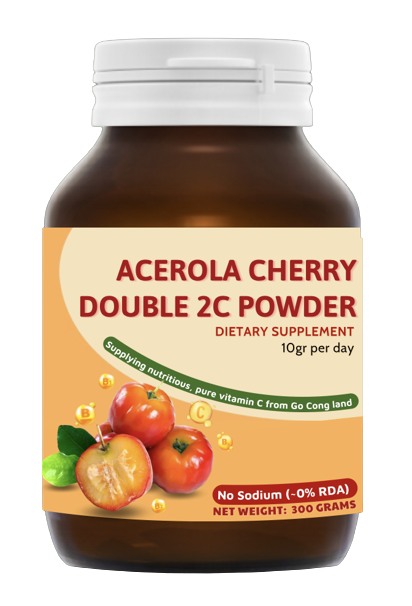 ACEROLA CHERRY
DOUBLE 2C POWDER
DIETARY SUPPLEMENT
10gr per day
Supplying nutritious, pure vitamin C from Go Cong land
C
No Sodium (~0% RDA)
NET WEIGHT: 300 GRAMS